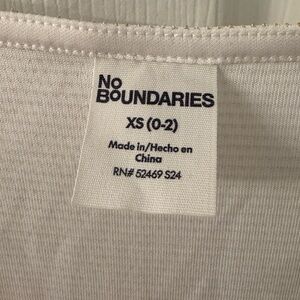 No
BOUNDARIES
XS (0-2)
Made in/Hecho en
China
RN# 52469 S24